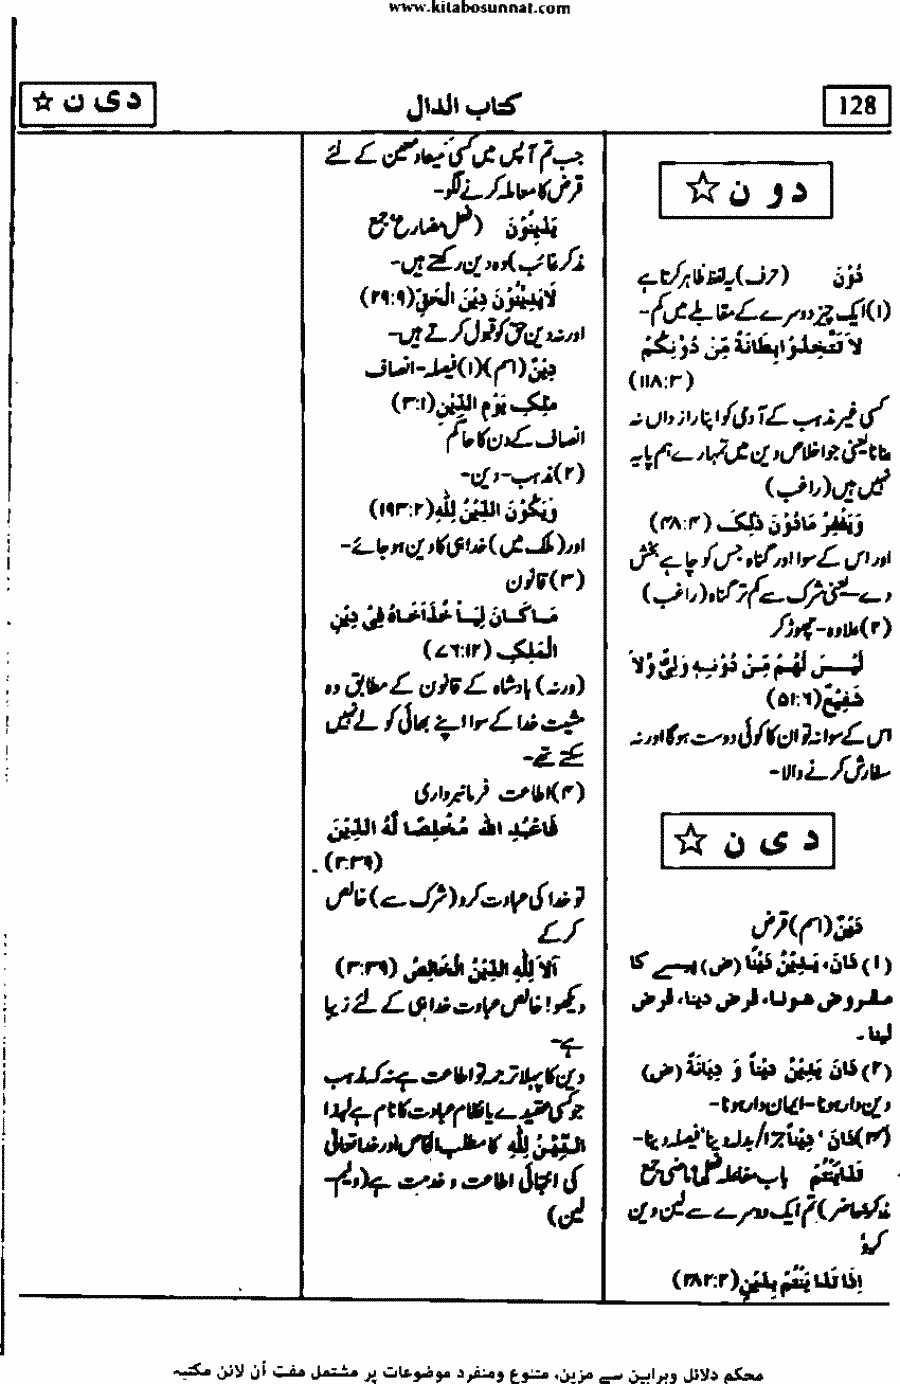 www.kitabosunnat.com
128
کتاب الدال
د ی ن ☆
د و ن ☆
دُوْنَ (حرف) یہ لفظ ظاہر کرتا ہے
(۱) ایک چیز دوسرے کے مقابلے میں کم-
لَا تَتَّخِذُوْا بِطَانَةً مِّنْ دُوْنِكُمْ
(۱۱۸:۳)
کسی غیر مذہب کے آدمی کو اپنا راز داں نہ
بنانا یعنی جو اخلاص دین میں تمہارے ہم پایہ
نہیں ہیں (راغب)
وَيَغْفِرُ مَادُوْنَ ذٰلِكَ (۴۸:۴)
اور اس کے سوا اور گناہ جس کو چاہے بخش
دے-یعنی شرک سے کم تر گناہ (راغب)
(۲) علاوہ-چھوڑ کر
لَيْسَ لَهُمْ مِّنْ دُوْنِهٖ وَلِيٌّ وَّلَا
شَفِيْعٌ (۵۱:۶)
اس کے سوا نہ تو ان کا کوئی دوست ہوگا اور نہ
سفارش کرنے والا-
د ی ن ☆
دَيْنٌ (اسم) قرض
(۱) دَانَ، يَدِيْنُ دَيْنًا (ض) پیسے کا
مقروض ہونا، قرض دینا، قرض
لینا۔
(۲) دَانَ يَدِيْنُ دِيْناً وَ دِيَانَةً (ض)
دین دار ہونا-ایمان دار ہونا-
(۳) دَانَ ‘ دِيْناً جزا/بدلہ دینا‘ فیصلہ دینا-
تَدَايَنْتُمْ باب مفاعلہ فعل ماضی جمع
مذکر حاضر) تم ایک دوسرے سے لین دین
کرو
اِذَا تَدَايَنْتُمْ بِدَيْنٍ (۲۸۲:۲)
جب تم آپس میں کسی میعاد معین کے لئے
قرض کا معاملہ کرنے لگو-
يَدِيْنُوْنَ (فعل مضارع‘ جمع
مذکر غائب) وہ دین رکھتے ہیں-
لَايَدِيْنُوْنَ دِيْنَ الْحَقِّ (۲۹:۹)
اور نہ دین حق کو قبول کرتے ہیں-
دِيْنٌ (اسم) (۱) فیصلہ-انصاف
مٰلِكِ يَوْمِ الدِّيْنِ (۳:۱)
انصاف کے دن کا حاکم
(۲) مذہب-دین-
وَيَكُوْنَ الدِّيْنُ لِلّٰهِ (۱۹۳:۲)
اور (ملک میں) خدا ہی کا دین ہو جائے-
(۳) قانون
مَاكَانَ لِيَاْخُذَاَخَاهُ فِيْ دِيْنِ
الْمَلِكِ (۷۶:۱۲)
(ورنہ) بادشاہ کے قانون کے مطابق وہ
مشیت خدا کے سوا اپنے بھائی کو لے نہیں
سکتے تھے-
(۴) اطاعت فرمانبرداری
فَاعْبُدِ اللّٰه مُخْلِصًا لَّهُ الدِّيْنَ
(۲:۳۹)
تو خدا کی عبادت کرو (شرک سے) خالص
کر کے
اَلَا لِلّٰهِ الدِّيْنُ الْخَالِصُ (۳:۳۹)
دیکھو! خالص عبادت خدا ہی کے لئے زیبا
ہے-
دین کا پہلا ترجمہ تو اطاعت ہے نہ کہ مذہب
جو کسی عقیدے یا نظام عبادت کا نام ہے لہٰذا
الدِّيْنُ لِلّٰهِ کا مطلب خدا تعالٰی
کی انتہائی اطاعت و خدمت ہے (ولیم-
لین)
محکم دلائل وبراہین سے مزین، متنوع ومنفرد موضوعات پر مشتمل مفت آن لائن مکتبہ